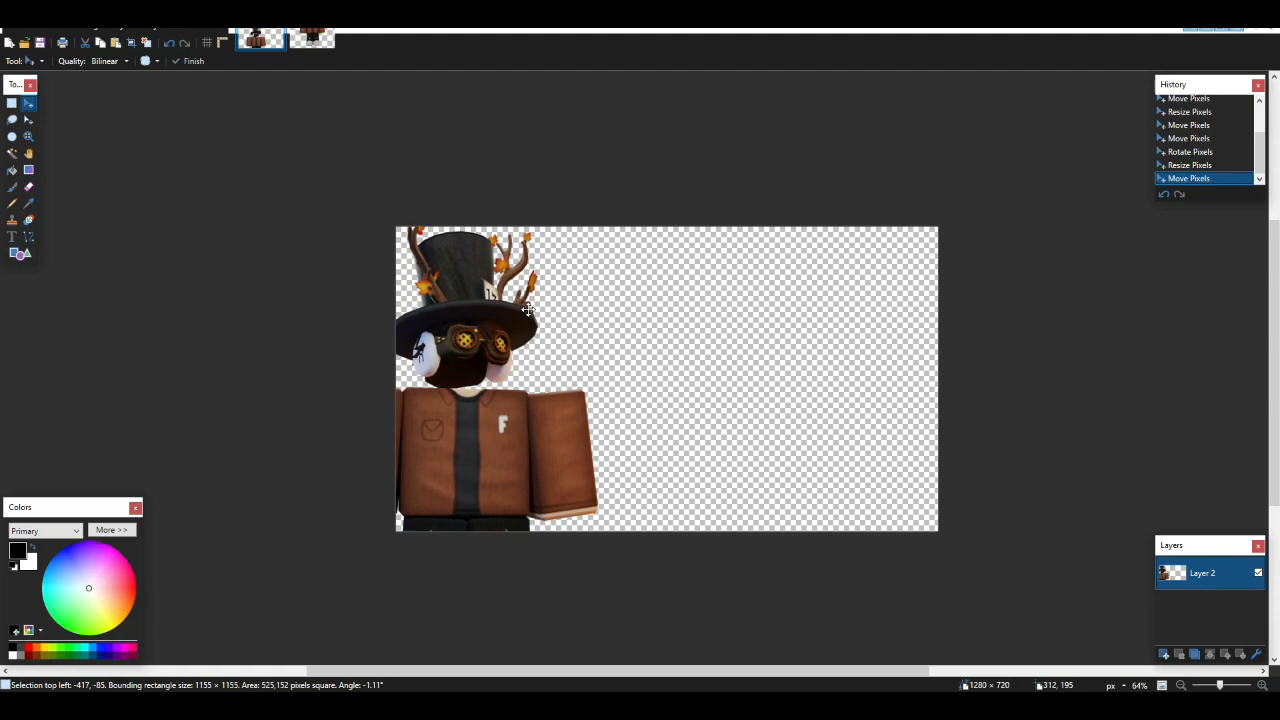 Tool:
Quality: Bilinear
Finish
To...
History
Move Pixels
Resize Pixels
Move Pixels
Move Pixels
Rotate Pixels
Resize Pixels
Move Pixels
F
Colors
Primary
More >>
Layers
Layer 2
Selection top left: -417, -85. Bounding rectangle size: 1155 × 1155. Area: 525,152 pixels square. Angle: -1.11°
1280 × 720
312, 195
px
64%